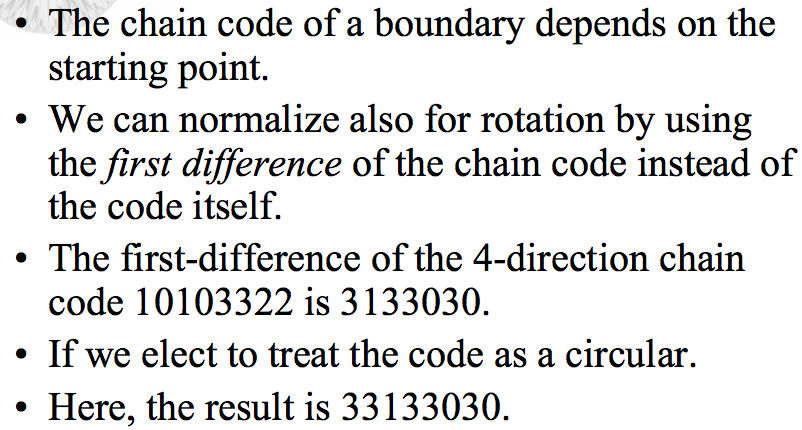 • The chain code of a boundary depends on the
starting point.
• We can normalize also for rotation by using
the first difference of the chain code instead of
the code itself.
• The first-difference of the 4-direction chain
code 10103322 is 3133030.
• If we elect to treat the code as a circular.
• Here, the result is 33133030.